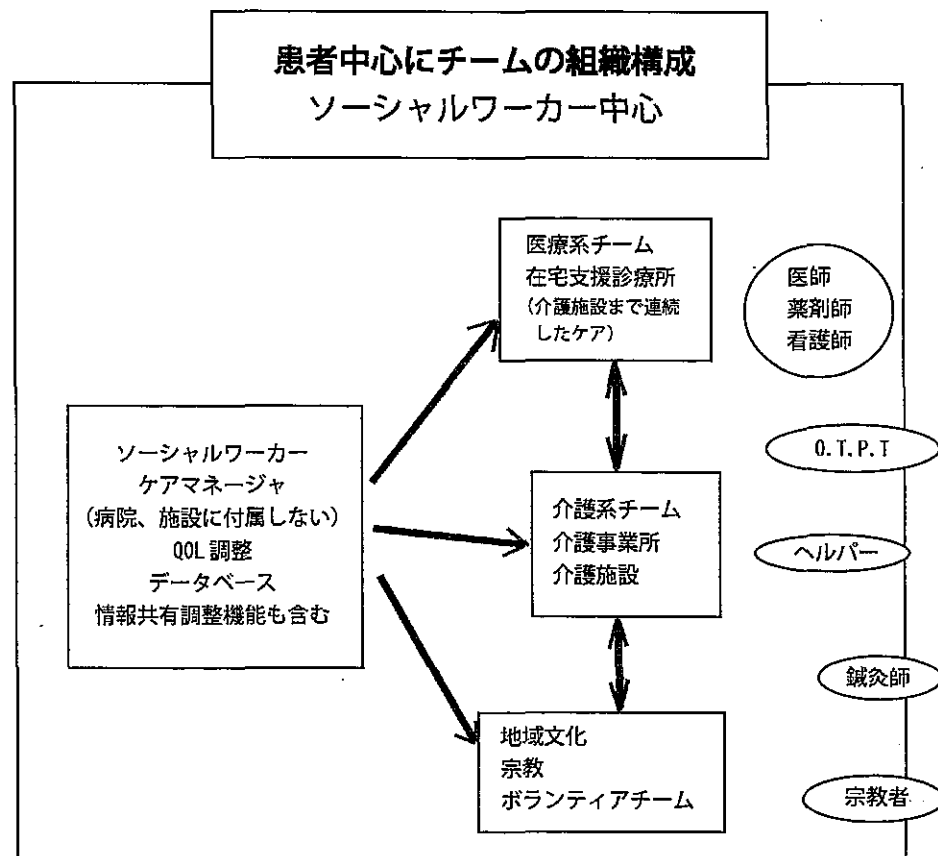 患者中心にチームの組織構成
ソーシャルワーカー中心
医療系チーム
在宅支援診療所
(介護施設まで連続
したケア)
医師
薬剤師
看護師
O.T.P.T
ソーシャルワーカー
ケアマネージャ
(病院、施設に付属しない)
QOL調整
データベース
情報共有調整機能も含む
介護系チーム
介護事業所
介護施設
ヘルパー
鍼灸師
地域文化
宗教
ボランティアチーム
宗教者